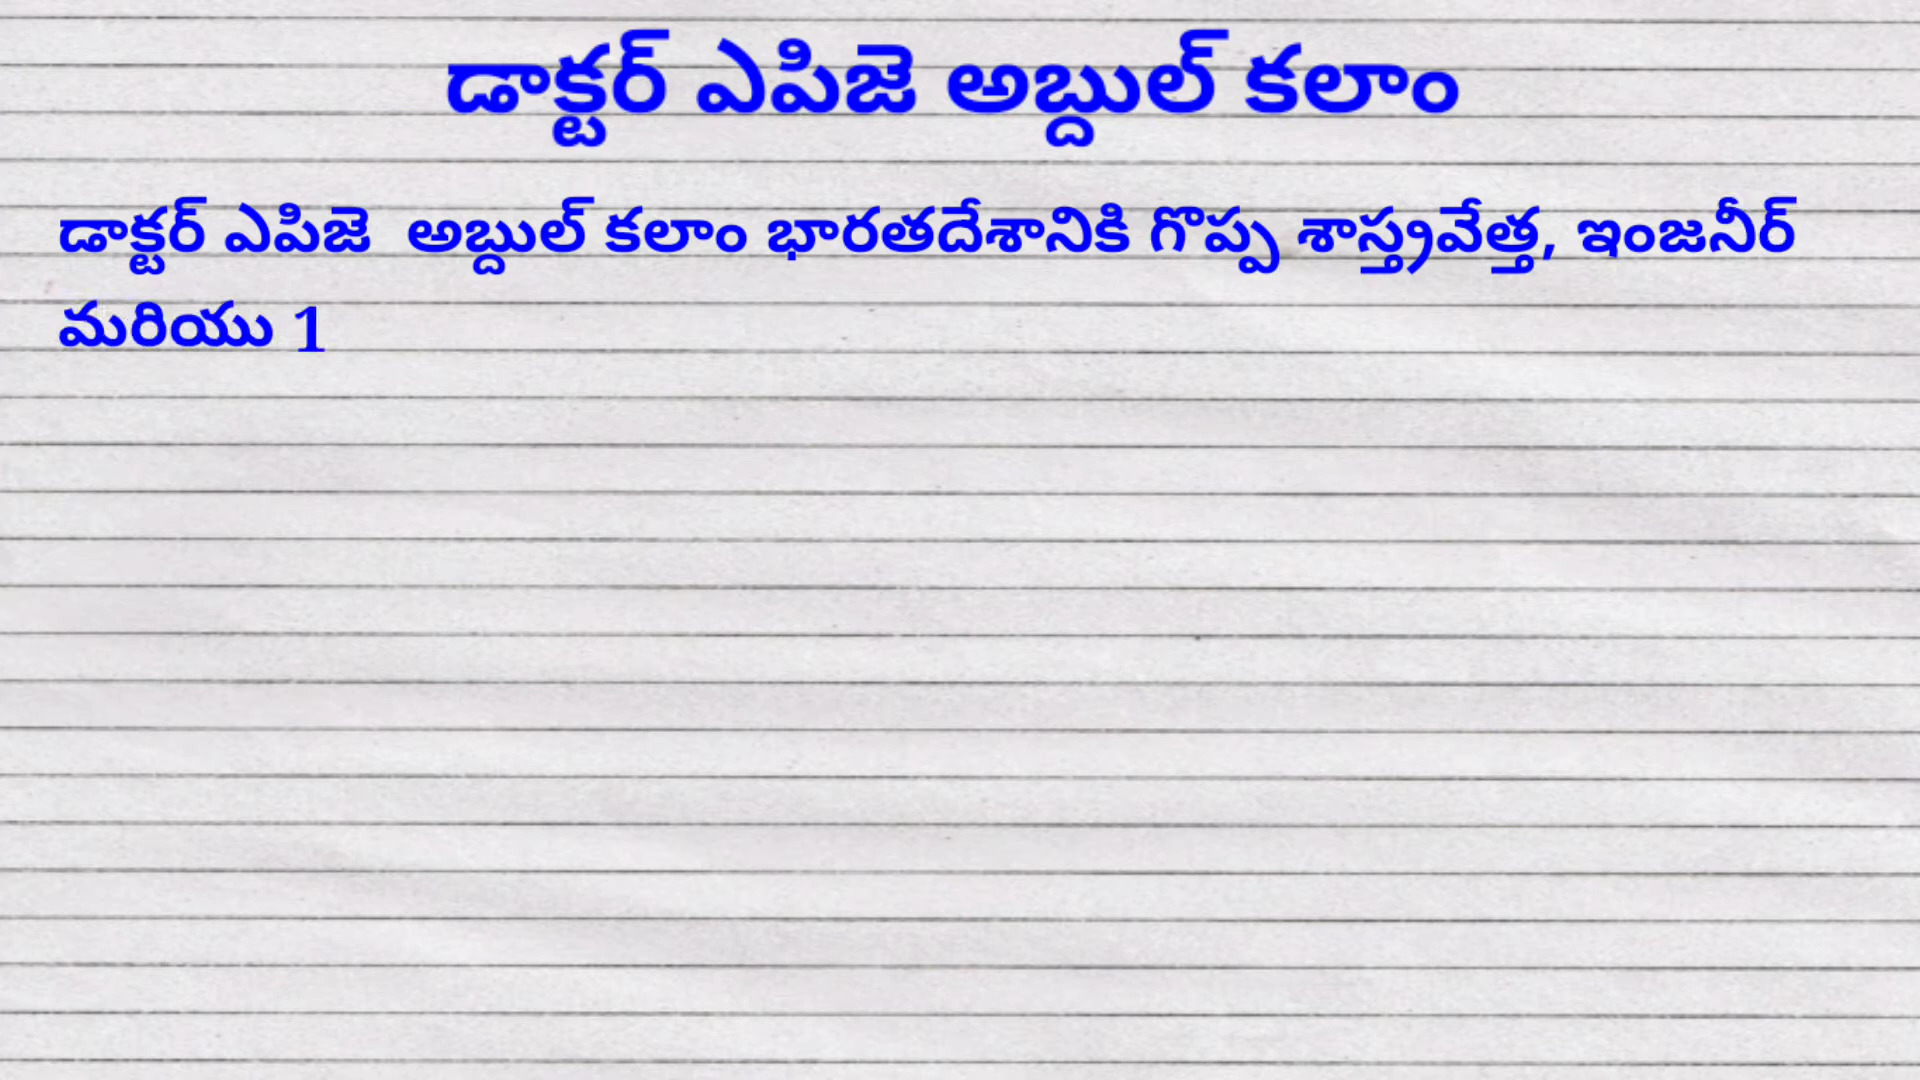 డాక్టర్ ఎపిజె అబ్దుల్ కలాం
డాక్టర్ ఎపిజె  అబ్దుల్ కలాం భారతదేశానికి గొప్ప శాస్త్రవేత్త, ఇంజనీర్
మరియు 1